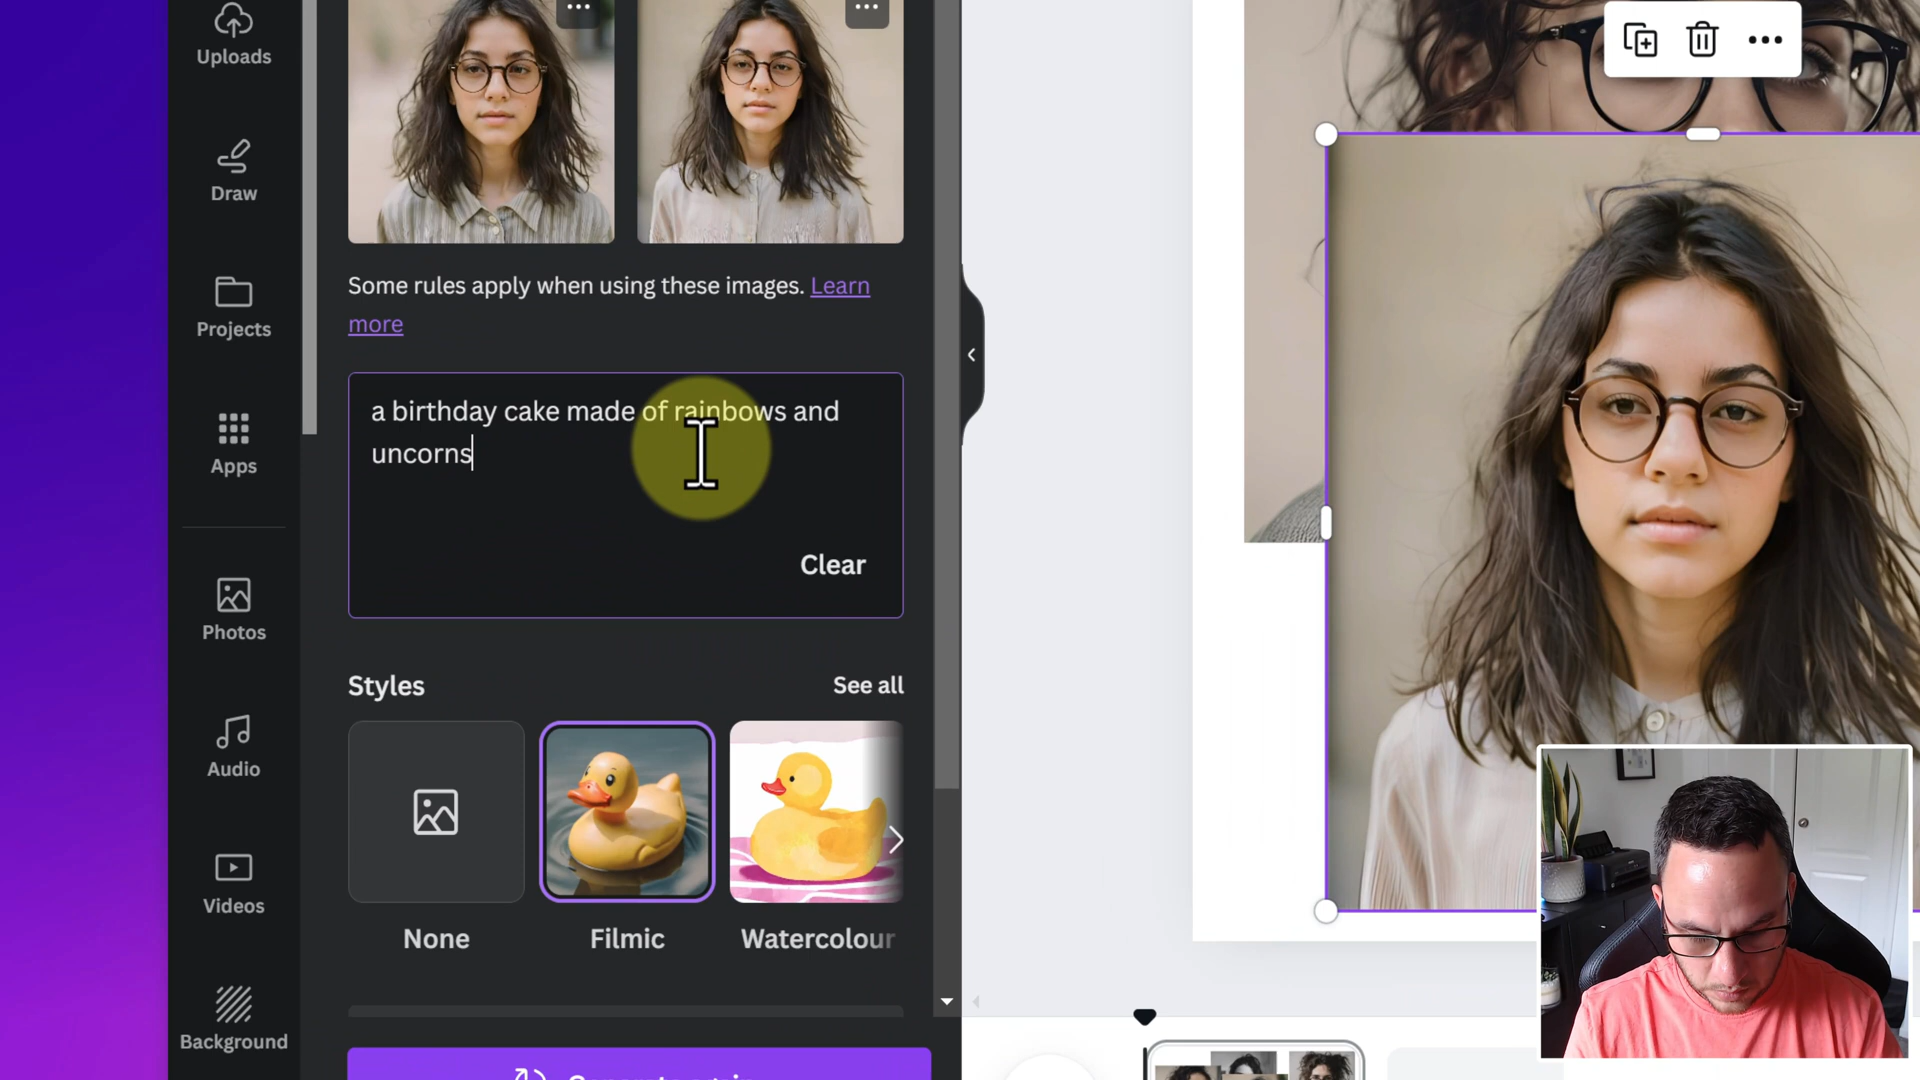 Uploads
Draw
Projects
Apps
Photos
Audio
Videos
Background
Some rules apply when using these images. Learn
more
a birthday cake made of rainbows and
uncorns
Clear
Styles
See all
None
Filmic
Watercolour